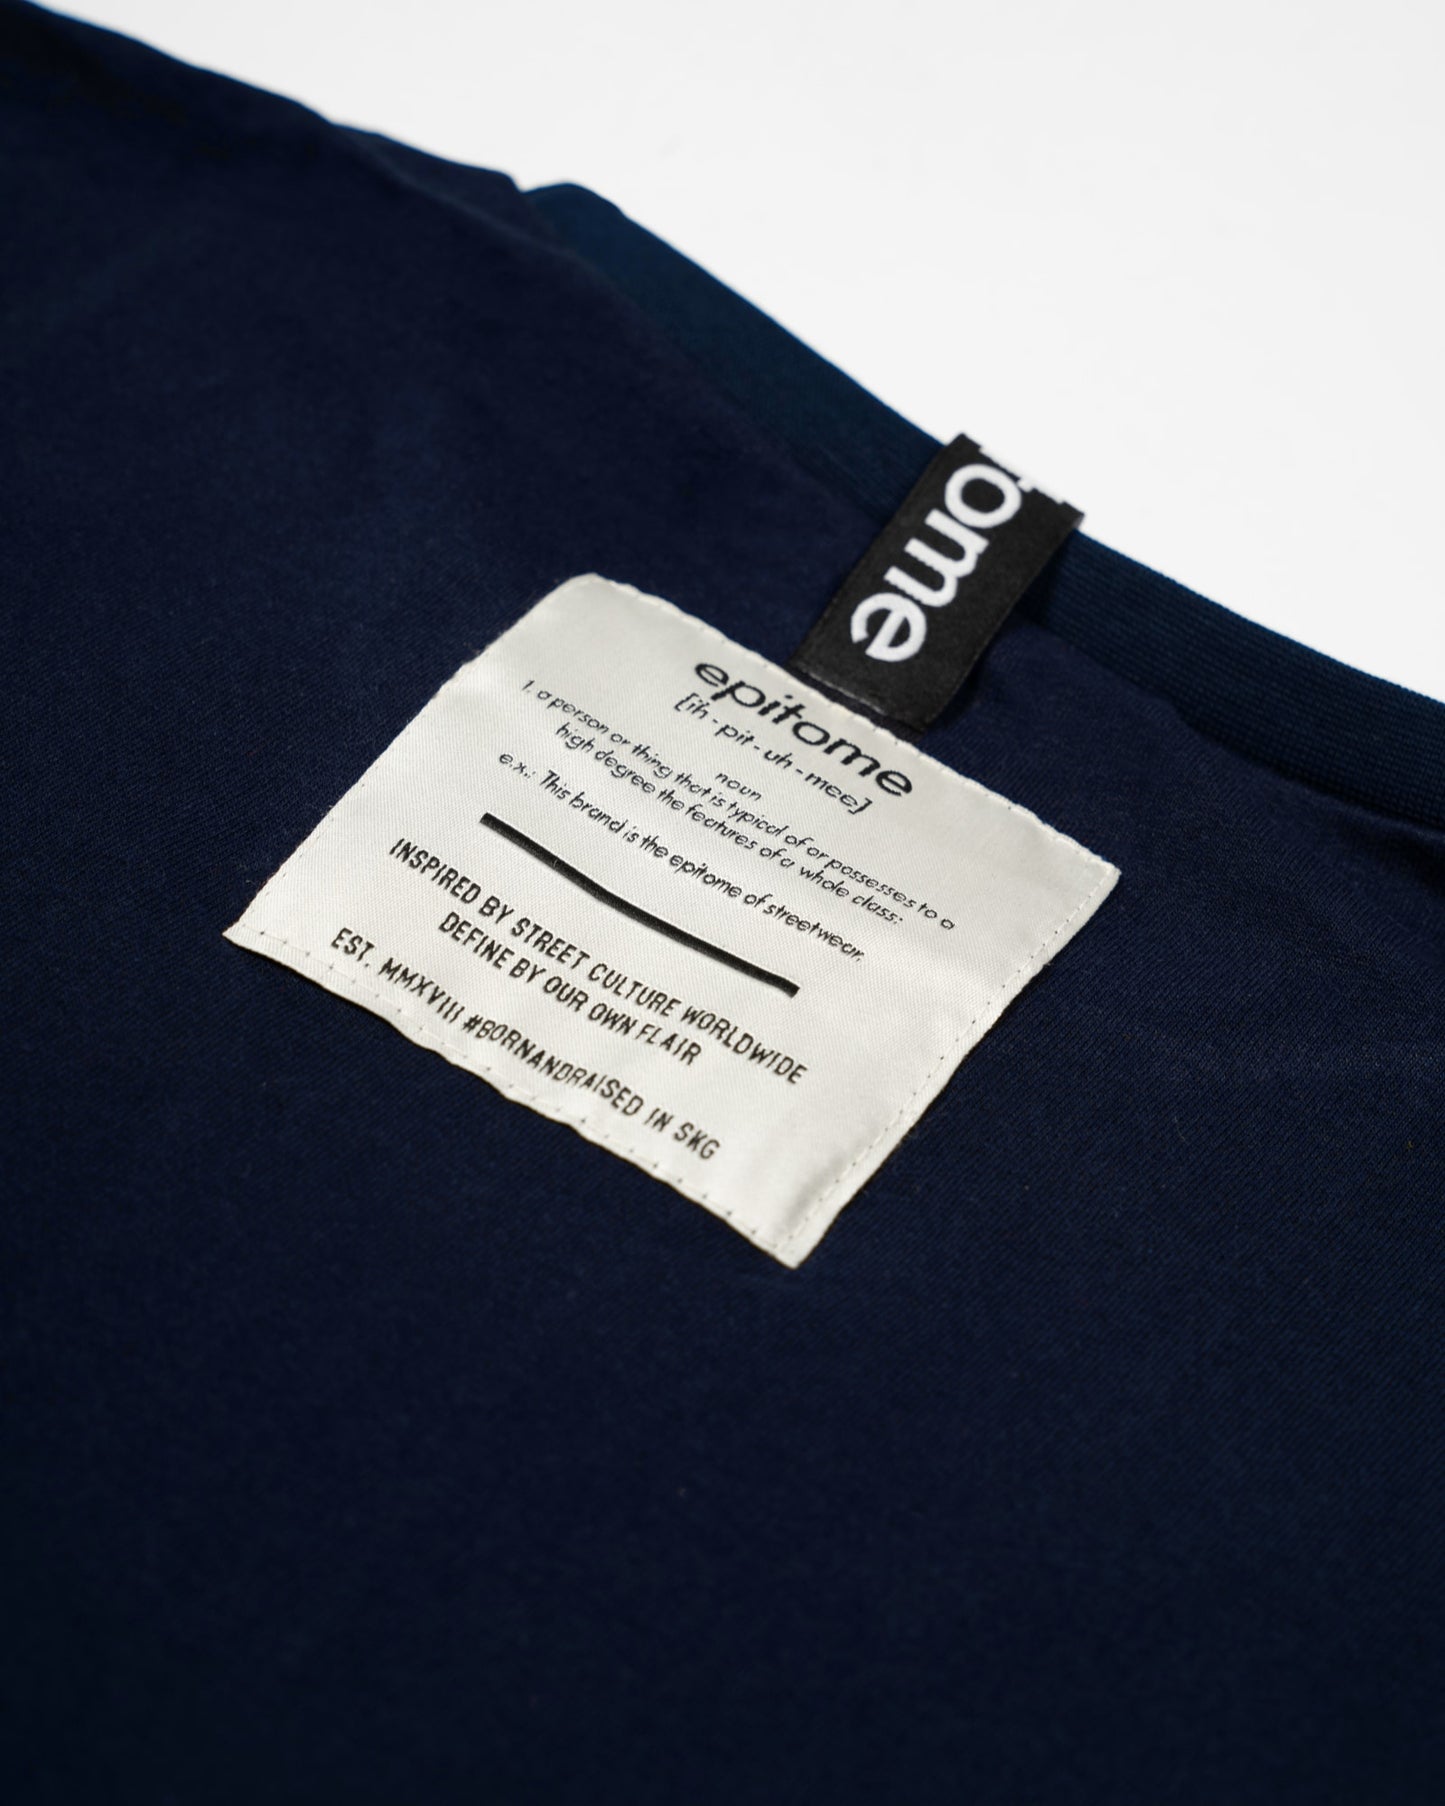 tome
epitome
[ih - pit - uh - mee]
noun
1. a person or thing that is typical of or possesses to a
high degree the features of a whole class:
e.x.: This brand is the epitome of streetwear.
INSPIRED BY STREET CULTURE WORLDWIDE
DEFINE BY OUR OWN FLAIR
EST. MMXVIII #BORNANDRAISED IN SKG